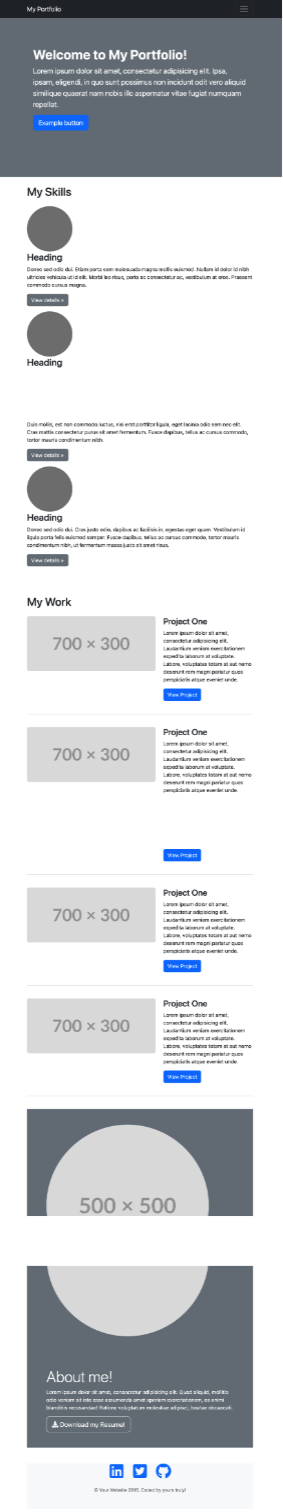 My Portfolio
Welcome to My Portfolio!
Lorem ipsum dolor sit amet, consectetur adipisicing elit. Ipsa,
ipsam, eligendi, in quo sunt possimus non incidunt odit vero aliquid
similique quaerat nam nobis illo aspernatur vitae fugiat numquam
repellat.
Example button
My Skills
Heading
Donec sed odio dui. Etiam porta sem malesuada magna mollis euismod. Nullam id dolor id nibh
ultricies vehicula ut id elit. Morbi leo risus, porta ac consectetur ac, vestibulum at eros. Praesent
commodo cursus magna.
View details »
Heading
Duis mollis, est non commodo luctus, nisi erat porttitor ligula, eget lacinia odio sem nec elit.
Cras mattis consectetur purus sit amet fermentum. Fusce dapibus, tellus ac cursus commodo,
tortor mauris condimentum nibh.
View details »
Heading
Donec sed odio dui. Cras justo odio, dapibus ac facilisis in, egestas eget quam. Vestibulum id
ligula porta felis euismod semper. Fusce dapibus, tellus ac cursus commodo, tortor mauris
condimentum nibh, ut fermentum massa justo sit amet risus.
View details »
My Work
700 × 300
Project One
Lorem ipsum dolor sit amet,
consectetur adipisicing elit.
Laudantium veniam exercitationem
expedita laborum at voluptate.
Labore, voluptates totam at aut nemo
deserunt rem magni pariatur quos
perspiciatis atque eveniet unde.
View Project
700 × 300
Project One
Lorem ipsum dolor sit amet,
consectetur adipisicing elit.
Laudantium veniam exercitationem
expedita laborum at voluptate.
Labore, voluptates totam at aut nemo
deserunt rem magni pariatur quos
perspiciatis atque eveniet unde.
View Project
700 × 300
Project One
Lorem ipsum dolor sit amet,
consectetur adipisicing elit.
Laudantium veniam exercitationem
expedita laborum at voluptate.
Labore, voluptates totam at aut nemo
deserunt rem magni pariatur quos
perspiciatis atque eveniet unde.
View Project
700 × 300
Project One
Lorem ipsum dolor sit amet,
consectetur adipisicing elit.
Laudantium veniam exercitationem
expedita laborum at voluptate.
Labore, voluptates totam at aut nemo
deserunt rem magni pariatur quos
perspiciatis atque eveniet unde.
View Project
500 × 500
About me!
Lorem ipsum dolor sit amet, consectetur adipisicing elit. Quod aliquid, mollitia
odio veniam sit iste esse assumenda amet aperiam exercitationem, ea animi
blanditiis recusandae! Ratione voluptatum molestiae adipisci, beatae obcaecati.
Download my Resume!
© Your Website 2015. Coded by yours truly!